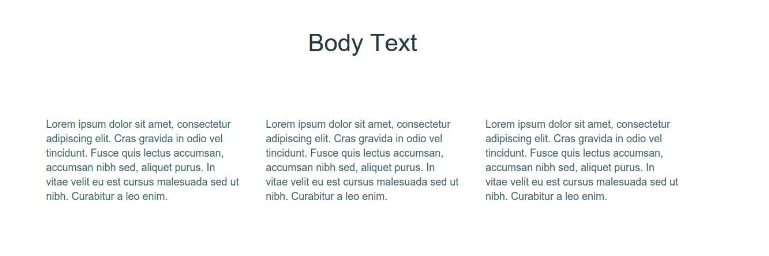 Body Text
Lorem ipsum dolor sit amet, consectetur
adipiscing elit. Cras gravida in odio vel
tincidunt. Fusce quis lectus accumsan,
accumsan nibh sed, aliquet purus. In
vitae velit eu est cursus malesuada sed ut
nibh. Curabitur a leo enim.
Lorem ipsum dolor sit amet, consectetur
adipiscing elit. Cras gravida in odio vel
tincidunt. Fusce quis lectus accumsan,
accumsan nibh sed, aliquet purus. In
vitae velit eu est cursus malesuada sed ut
nibh. Curabitur a leo enim.
Lorem ipsum dolor sit amet, consectetur
adipiscing elit. Cras gravida in odio vel
tincidunt. Fusce quis lectus accumsan,
accumsan nibh sed, aliquet purus. In
vitae velit eu est cursus malesuada sed ut
nibh. Curabitur a leo enim.